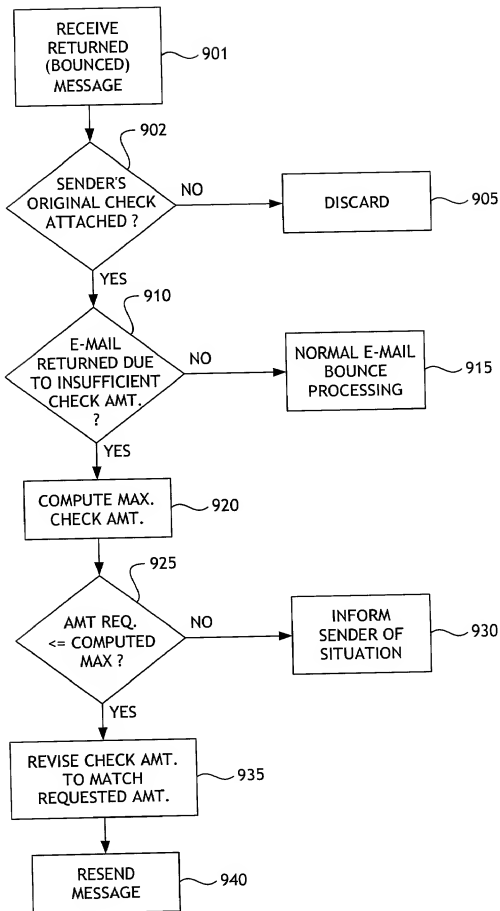 RECEIVE
RETURNED
(BOUNCED)
MESSAGE
901
902
SENDER'S
ORIGINAL CHECK
ATTACHED ?
NO
DISCARD
905
YES
910
E-MAIL
RETURNED DUE
TO INSUFFICIENT
CHECK AMT.
?
NO
NORMAL E-MAIL
BOUNCE
PROCESSING
915
YES
COMPUTE MAX.
CHECK AMT.
920
925
AMT REQ.
<= COMPUTED
MAX ?
NO
INFORM
SENDER OF
SITUATION
930
YES
REVISE CHECK AMT.
TO MATCH
REQUESTED AMT.
935
RESEND
MESSAGE
940